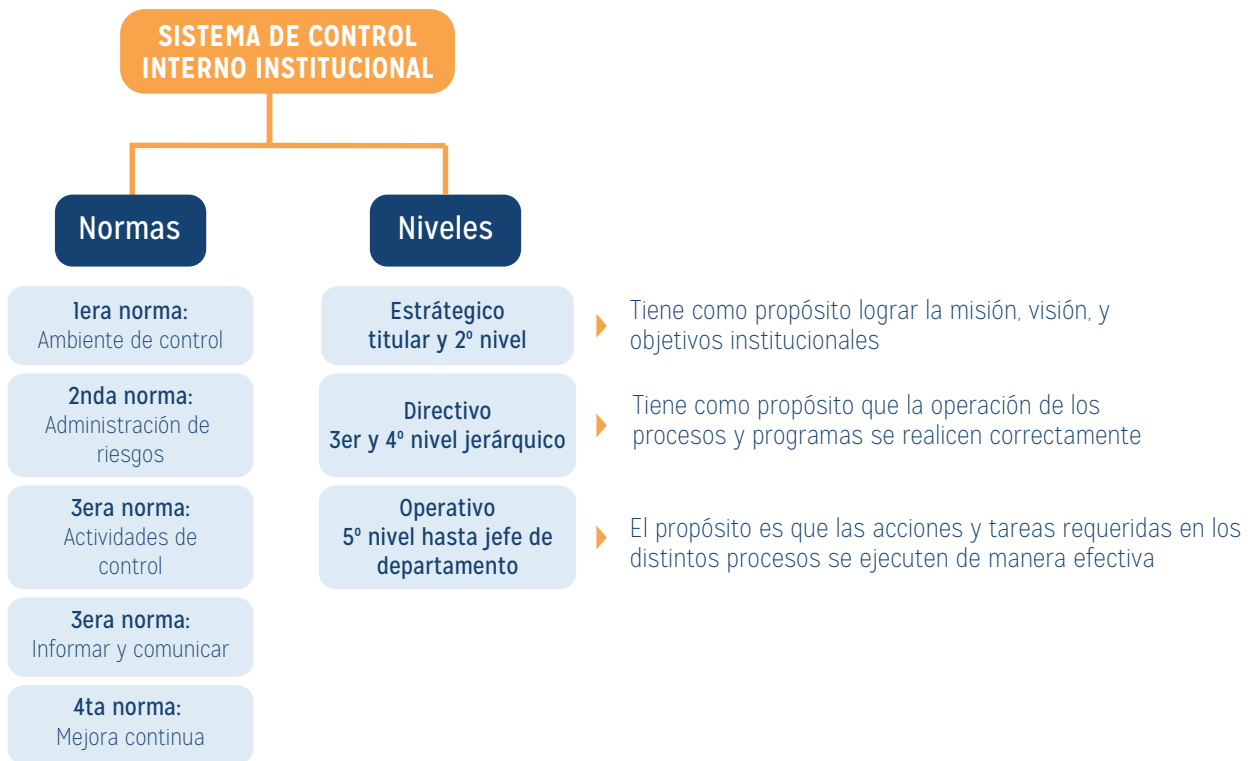 SISTEMA DE CONTROL
INTERNO INSTITUCIONAL
Normas
1era norma:
Ambiente de control
2nda norma:
Administración de
riesgos
3era norma:
Actividades de
control
3era norma:
Informar y comunicar
4ta norma:
Mejora continua
Niveles
Estrátegico
titular y 2º nivel
Tiene como propósito lograr la misión, visión, y
objetivos institucionales
Directivo
3er y 4º nivel jerárquico
Tiene como propósito que la operación de los
procesos y programas se realicen correctamente
Operativo
5º nivel hasta jefe de
departamento
El propósito es que las acciones y tareas requeridas en los
distintos procesos se ejecuten de manera efectiva